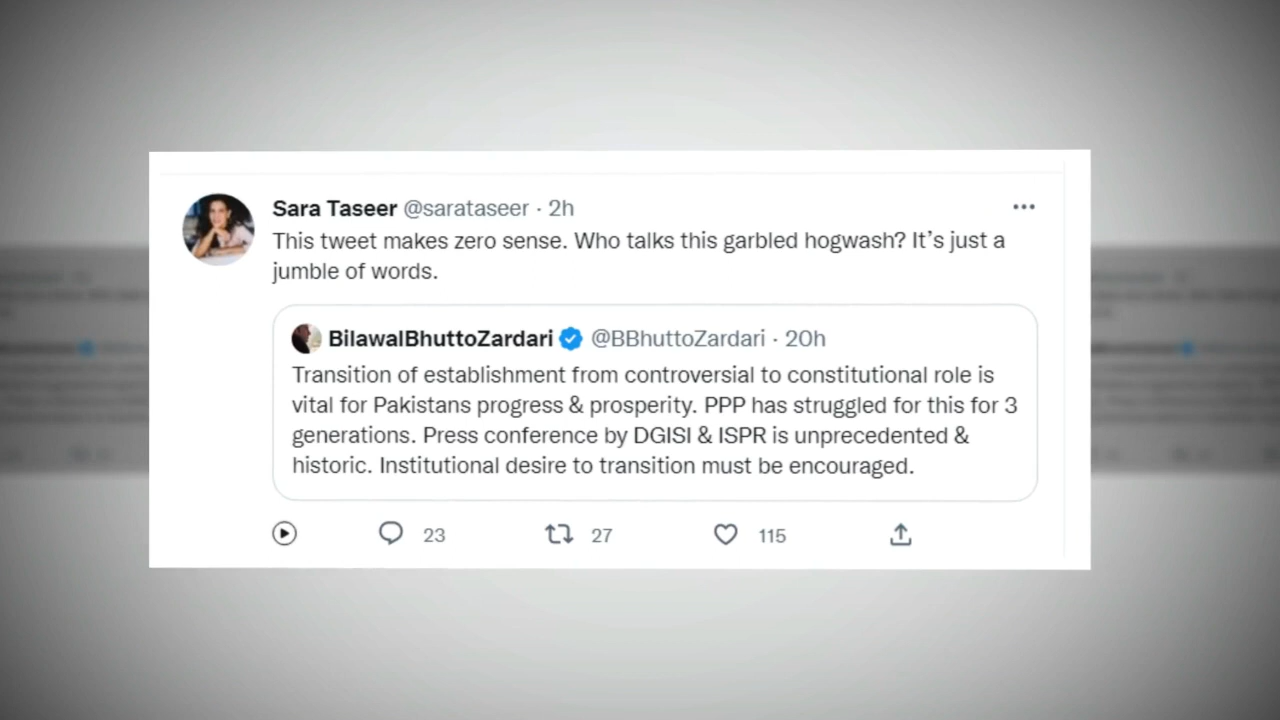 Sara Taseer @sarataseer · 2h
This tweet makes zero sense. Who talks this garbled hogwash? It’s just a
jumble of words.
BilawalBhuttoZardari @BBhuttoZardari · 20h
Transition of establishment from controversial to constitutional role is
vital for Pakistans progress & prosperity. PPP has struggled for this for 3
generations. Press conference by DGISI & ISPR is unprecedented &
historic. Institutional desire to transition must be encouraged.
23 27 115